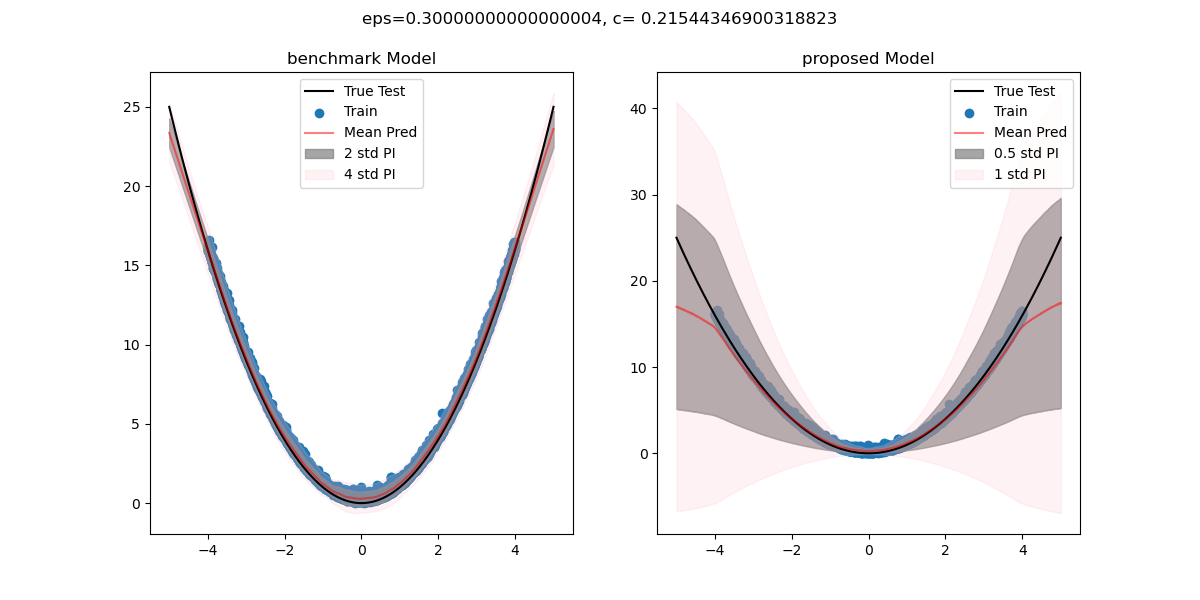 eps=0.30000000000000004, c= 0.21544346900318823
benchmark Model
True Test
Train
Mean Pred
2 std PI
4 std PI
25
20
15
10
5
0
−4
−2
0
2
4
proposed Model
True Test
Train
Mean Pred
0.5 std PI
1 std PI
40
30
20
10
0
−4
−2
0
2
4